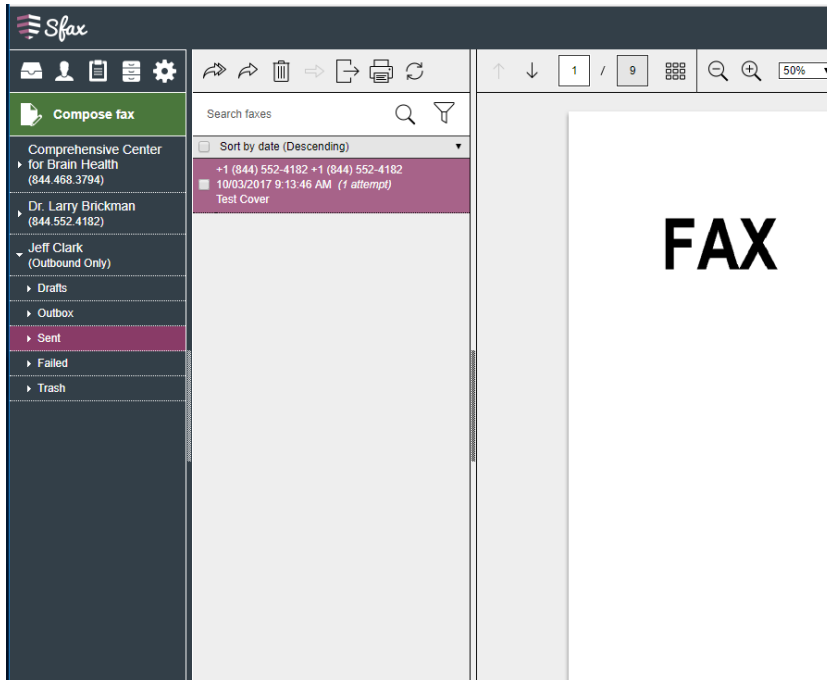 Sfax
Compose fax
Comprehensive Center
for Brain Health
(844.468.3794)
Dr. Larry Brickman
(844.552.4182)
Jeff Clark
(Outbound Only)
Drafts
Outbox
Sent
Failed
Trash
Search faxes
Sort by date (Descending)
+1 (844) 552-4182 +1 (844) 552-4182
10/03/2017 9:13:46 AM (1 attempt)
Test Cover
1 / 9
50%
FAX